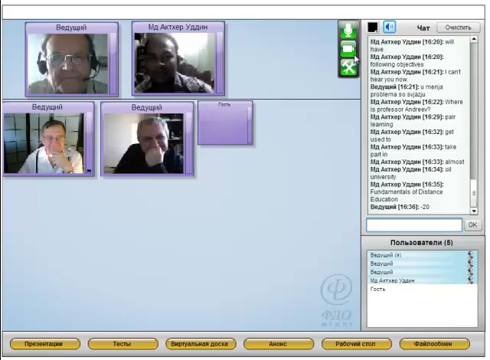 Ведущий
Мд Актхер Уддин
Ведущий
Ведущий
Гость
Чат
Очистить
Мд Актхер Уддин [16:20]: will
have
Мд Актхер Уддин [16:20]:
following objectives
Мд Актхер Уддин [16:21]: I can't
hear you now.
Ведущий [16:21]: u menja
problema so svjazju
Мд Актхер Уддин [16:22]: Where
is professor Andreev?
Мд Актхер Уддин [16:29]: pair
learning
Мд Актхер Уддин [16:32]: get
used to
Мд Актхер Уддин [16:33]: take
part in
Мд Актхер Уддин [16:33]: almost
Мд Актхер Уддин [16:34]: oil
university
Мд Актхер Уддин [16:35]:
Fundamentals of Distance
Education
Ведущий [16:36]: -20
OK
Пользователи (5)
Ведущий (я)
Ведущий
Ведущий
Мд Актхер Уддин
Гость
ФДО
Презентации
Тесты
Виртуальная доска
Анонс
Рабочий стол
Файлообмен